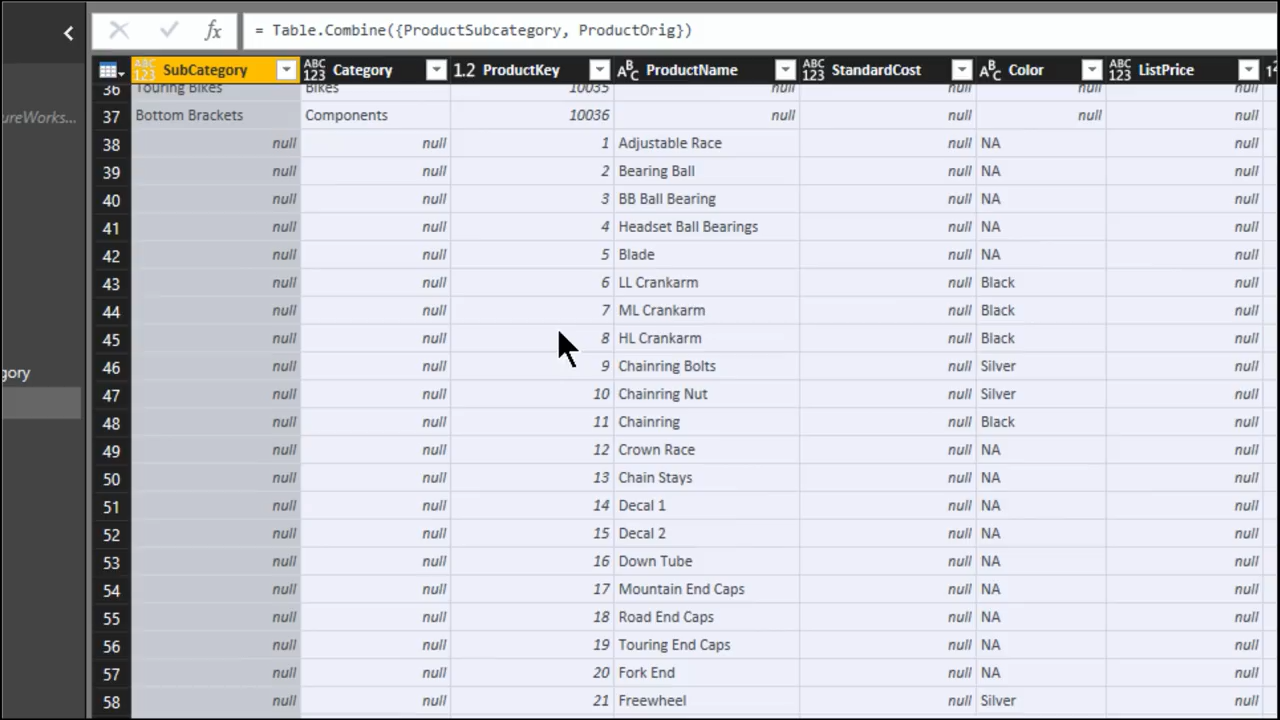 fx = Table.Combine({ProductSubcategory, ProductOrig})
ABC 123 SubCategory ABC 123 Category 1.2 ProductKey ABC ProductName ABC 123 StandardCost ABC Color ABC 123 ListPrice
36 Touring Bikes Bikes 10035 null null null null
ureWorks...
37 Bottom Brackets Components 10036 null null null null
38 null null 1 Adjustable Race null NA null
39 null null 2 Bearing Ball null NA null
40 null null 3 BB Ball Bearing null NA null
41 null null 4 Headset Ball Bearings null NA null
42 null null 5 Blade null NA null
43 null null 6 LL Crankarm null Black null
44 null null 7 ML Crankarm null Black null
45 null null 8 HL Crankarm null Black null
46 null null 9 Chainring Bolts null Silver null
gory
47 null null 10 Chainring Nut null Silver null
48 null null 11 Chainring null Black null
49 null null 12 Crown Race null NA null
50 null null 13 Chain Stays null NA null
51 null null 14 Decal 1 null NA null
52 null null 15 Decal 2 null NA null
53 null null 16 Down Tube null NA null
54 null null 17 Mountain End Caps null NA null
55 null null 18 Road End Caps null NA null
56 null null 19 Touring End Caps null NA null
57 null null 20 Fork End null NA null
58 null null 21 Freewheel null Silver null